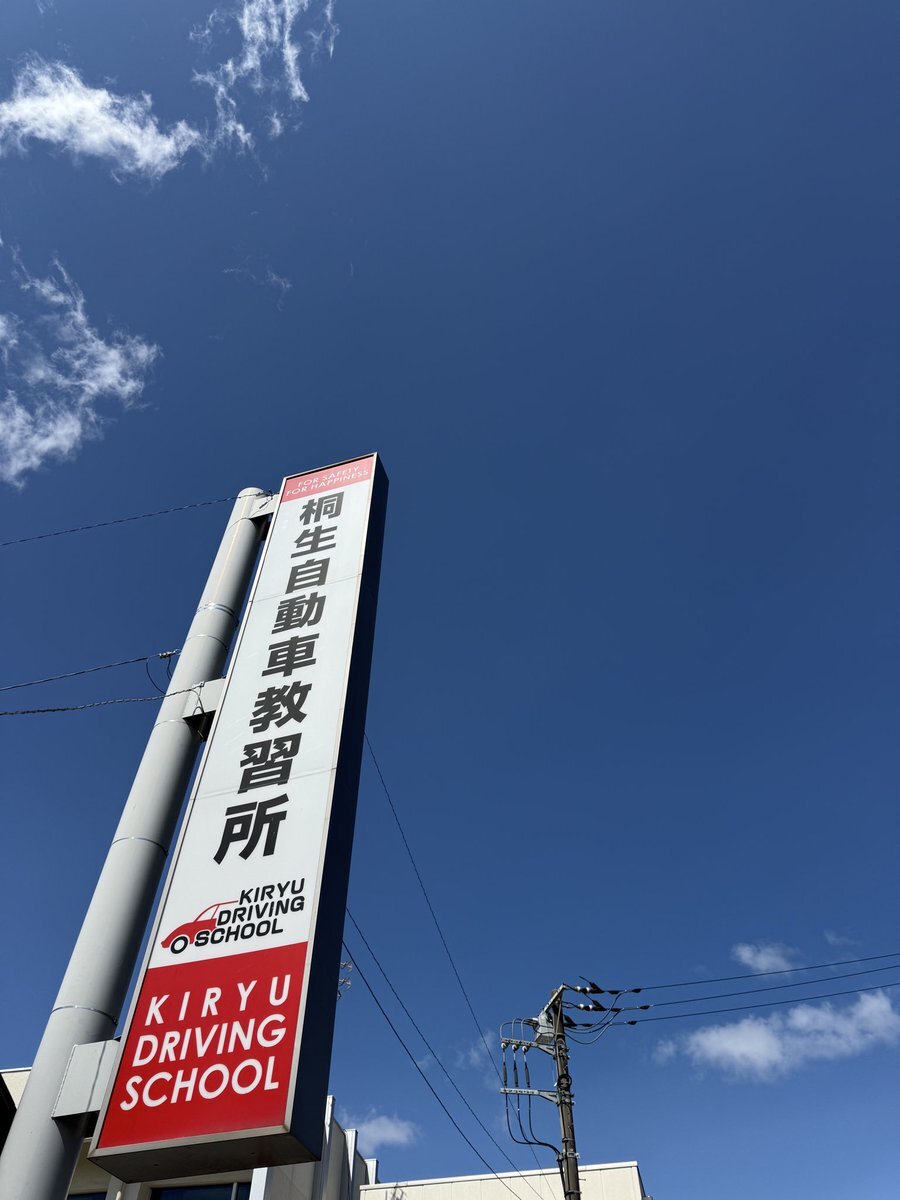 FOR SAFETY
FOR HAPPINESS
桐生自動車教習所
KIRYU
DRIVING
SCHOOL
KIRYU
DRIVING
SCHOOL